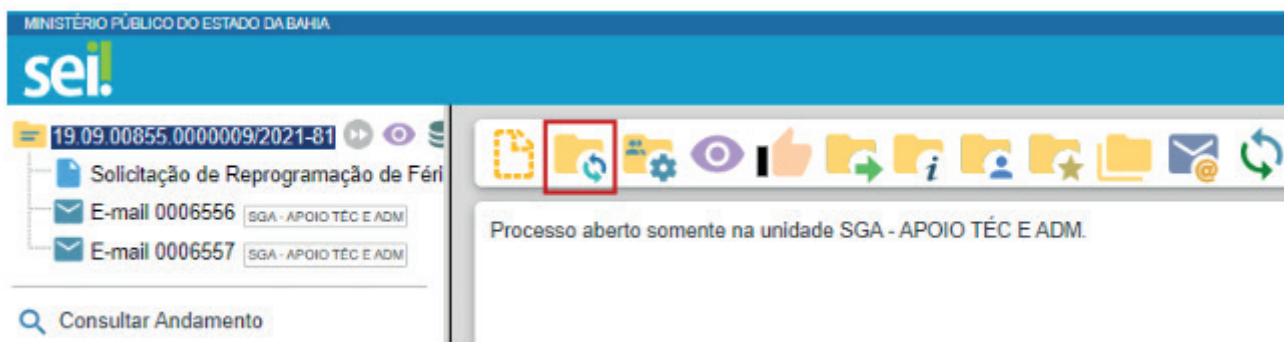 MINISTÉRIO PÚBLICO DO ESTADO DA BAHIA
sei!
19.09.00855.0000009/2021-81
Solicitação de Reprogramação de Féri
E-mail 0006556 SGA - APOIO TÉC E ADM
E-mail 0006557 SGA - APOIO TÉC E ADM
Consultar Andamento
Processo aberto somente na unidade SGA - APOIO TÉC E ADM.